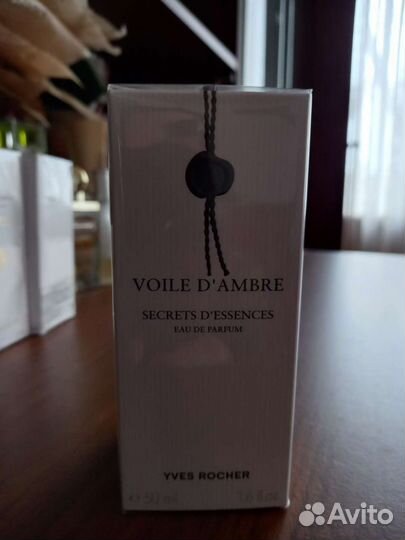 VOILE D'AMBRE
SECRETS D'ESSENCES
EAU DE PARFUM
YVES ROCHER
e 50 ml 1.6 fl.oz.
Avito